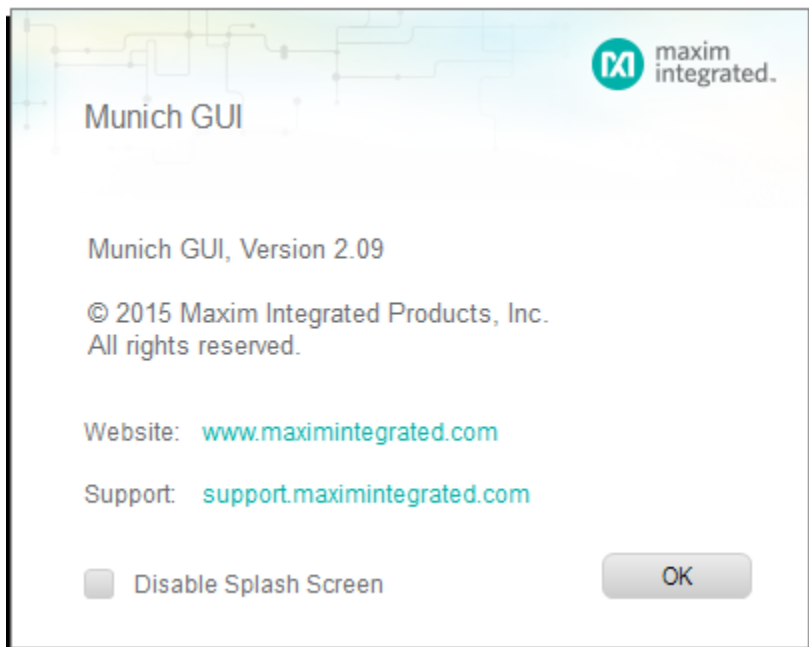 maxim
integrated™
Munich GUI
Munich GUI, Version 2.09
© 2015 Maxim Integrated Products, Inc.
All rights reserved.
Website: www.maximintegrated.com
Support: support.maximintegrated.com
Disable Splash Screen
OK